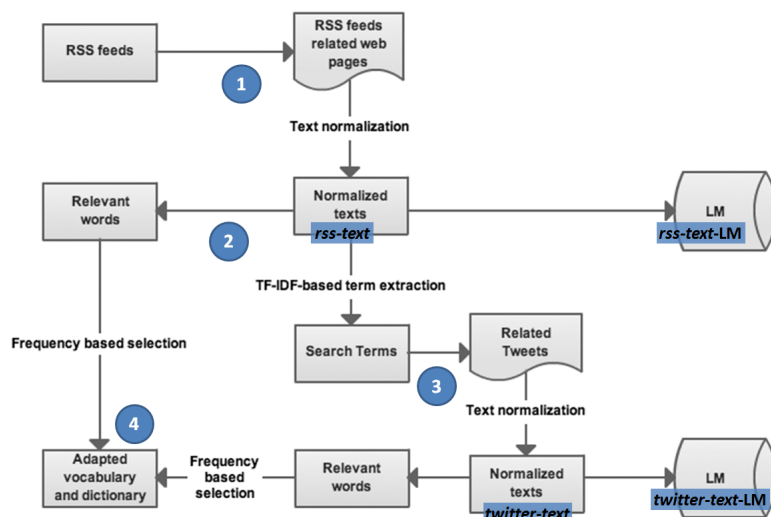 RSS feeds
RSS feeds
related web
pages
1
Text normalization
Relevant
words
Normalized
texts
rss-text
LM
rss-text-LM
2
TF-IDF-based term extraction
Frequency based selection
Search Terms
Related
Tweets
3
Text normalization
4
Adapted
vocabulary
and dictionary
Frequency
based
selection
Relevant
words
Normalized
texts
twitter-text
LM
twitter-text-LM